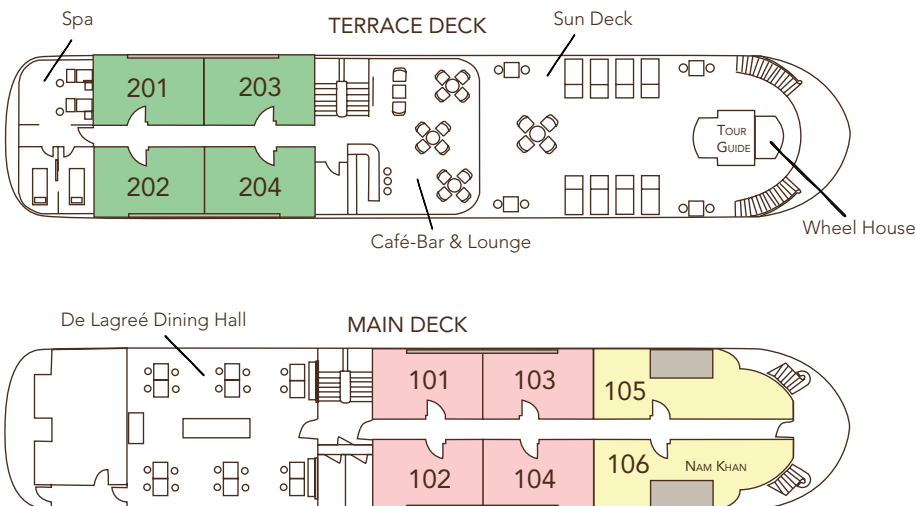 Spa
TERRACE DECK
Sun Deck
201
203
TOUR
GUIDE
202
204
Wheel House
Café-Bar & Lounge
De Lagreé Dining Hall
MAIN DECK
101
103
105
106
NAM KHAN
102
104